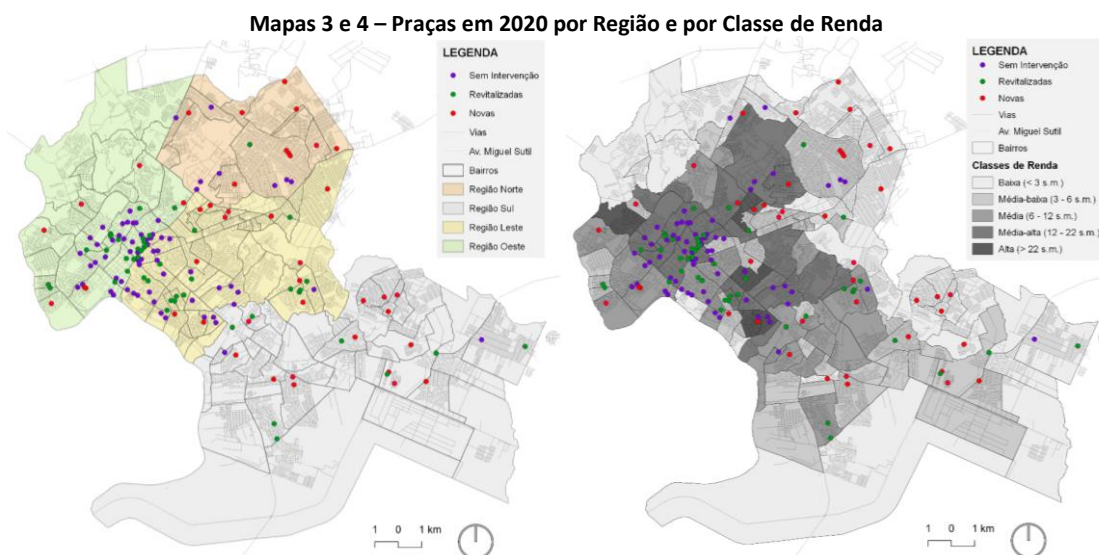 Mapas 3 e 4 – Praças em 2020 por Região e por Classe de Renda
LEGENDA
Sem Intervenção
Revitalizadas
Novas
Vias
Av. Miguel Sutil
Bairros
Região Norte
Região Sul
Região Leste
Região Oeste
1 0 1 km
LEGENDA
Sem Intervenção
Revitalizadas
Novas
Vias
Av. Miguel Sutil
Bairros
Classes de Renda
Baixa (< 3 s.m.)
Média-baixa (3 - 6 s.m.)
Média (6 - 12 s.m.)
Média-alta (12 - 22 s.m.)
Alta (> 22 s.m.)
1 0 1 km